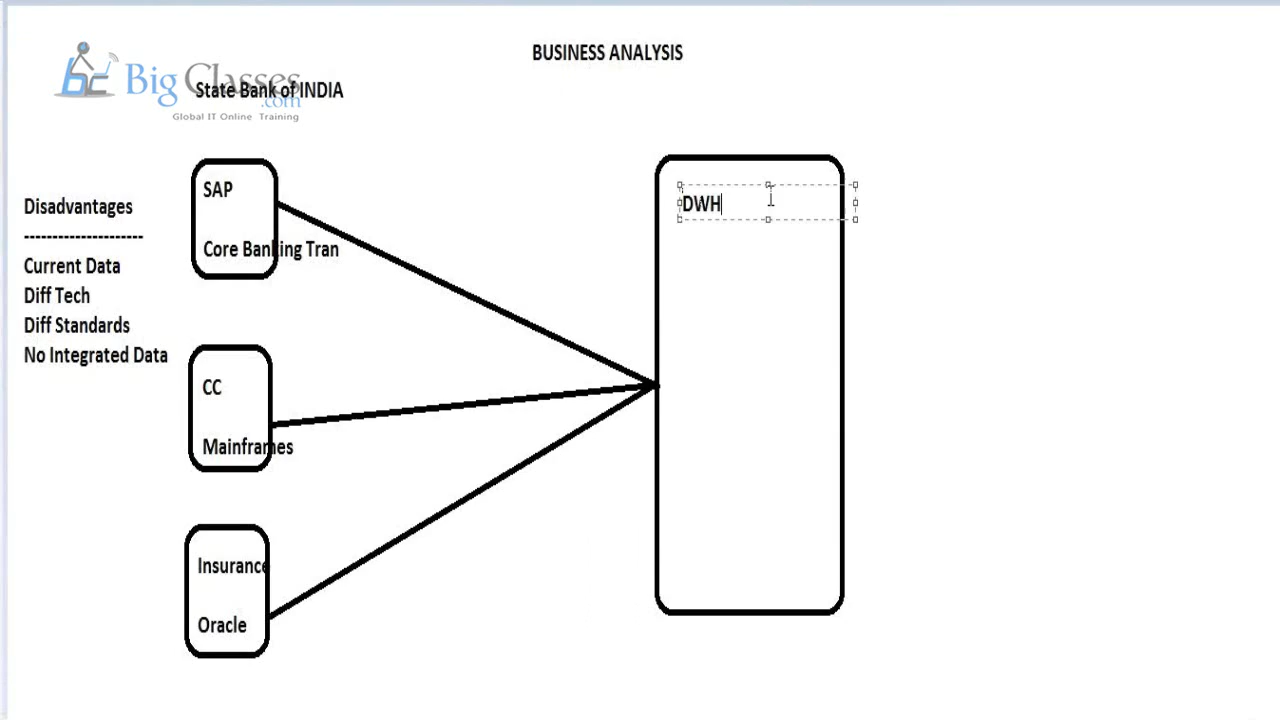 BUSINESS ANALYSIS
bc Big Classes
.com
Global IT Online Training
State Bank of INDIA
Disadvantages
---------------------
Current Data
Diff Tech
Diff Standards
No Integrated Data
SAP
Core Banking Tran
CC
Mainframes
Insurance
Oracle
DWH